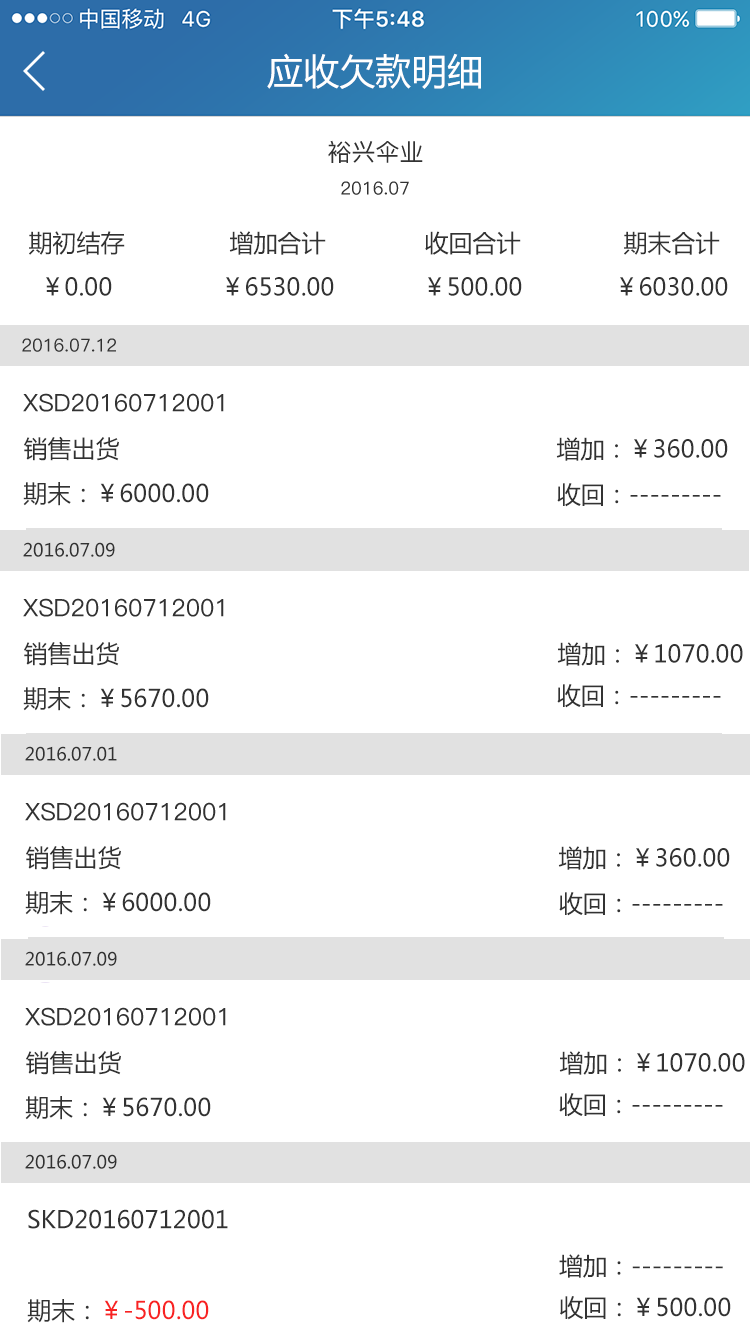 中国移动 4G 下午5:48 100%
应收欠款明细
裕兴伞业
2016.07
期初结存 增加合计 收回合计 期末合计
¥0.00 ¥6530.00 ¥500.00 ¥6030.00
2016.07.12
XSD20160712001
销售出货 增加：¥360.00
期末：¥6000.00 收回：---------
2016.07.09
XSD20160712001
销售出货 增加：¥1070.00
期末：¥5670.00 收回：---------
2016.07.01
XSD20160712001
销售出货 增加：¥360.00
期末：¥6000.00 收回：---------
2016.07.09
XSD20160712001
销售出货 增加：¥1070.00
期末：¥5670.00 收回：---------
2016.07.09
SKD20160712001
增加：---------
期末：¥-500.00 收回：¥500.00